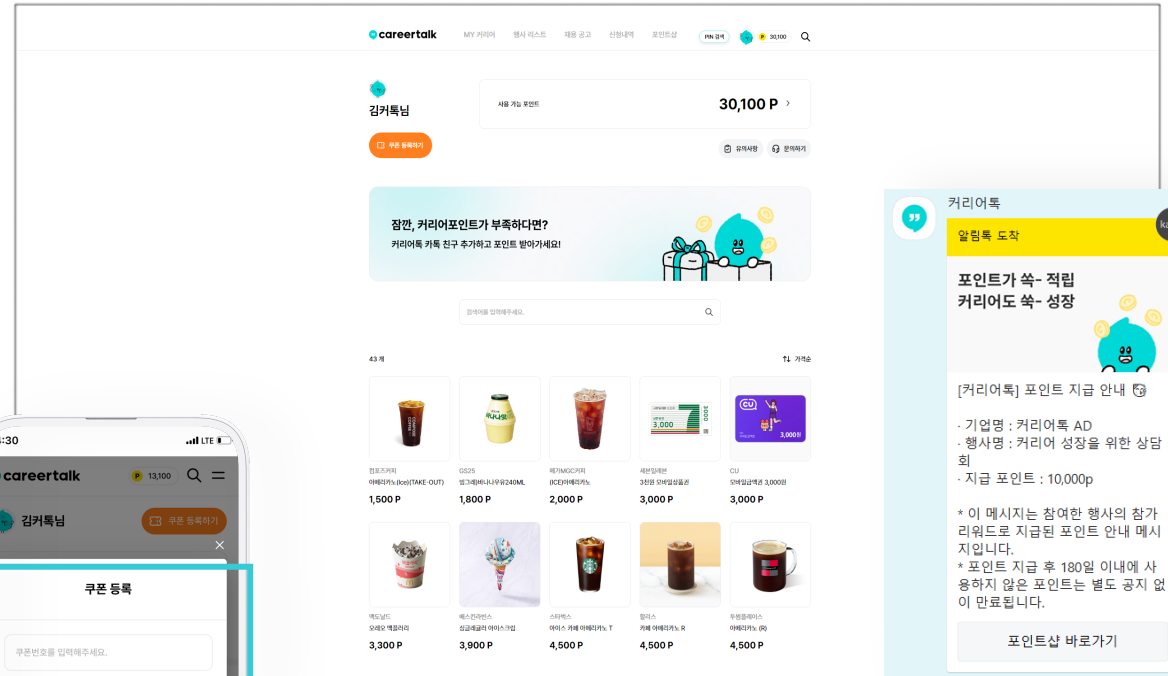 careertalk
MY 커리어
행사 리스트
채용 공고
신청내역
포인트샵
PIN 검색
P 30,100
김커톡님
쿠폰 등록하기
사용 가능 포인트
30,100 P
유의사항
문의하기
잠깐, 커리어포인트가 부족하다면?
커리어톡 카톡 친구 추가하고 포인트 받아가세요!
검색어를 입력해주세요.
43 개
가격순
컴포즈커피
아메리카노(Ice)(TAKE-OUT)
1,500 P
GS25
빙그레)바나나우유240ML
1,800 P
메가MGC커피
(ICE)아메리카노
2,000 P
3,000
3000
세븐일레븐
3천원 모바일상품권
3,000 P
CU
3,000원
CU
모바일금액권 3,000원
3,000 P
맥도날드
오레오 맥플러리
3,300 P
배스킨라빈스
싱글레귤러 아이스크림
3,900 P
스타벅스
아이스 카페 아메리카노 T
4,500 P
할리스
카페 아메리카노 R
4,500 P
투썸플레이스
아메리카노 (R)
4,500 P
:30
LTE
careertalk
P 13,100
김커톡님
쿠폰 등록하기
쿠폰 등록
쿠폰번호를 입력해주세요.
커리어톡
알림톡 도착
ka
포인트가 쑥- 적립
커리어도 쑥- 성장
[커리어톡] 포인트 지급 안내
· 기업명 : 커리어톡 AD
· 행사명 : 커리어 성장을 위한 상담
회
· 지급 포인트 : 10,000p
* 이 메시지는 참여한 행사의 참가
리워드로 지급된 포인트 안내 메시
지입니다.
* 포인트 지급 후 180일 이내에 사
용하지 않은 포인트는 별도 공지 없
이 만료됩니다.
포인트샵 바로가기